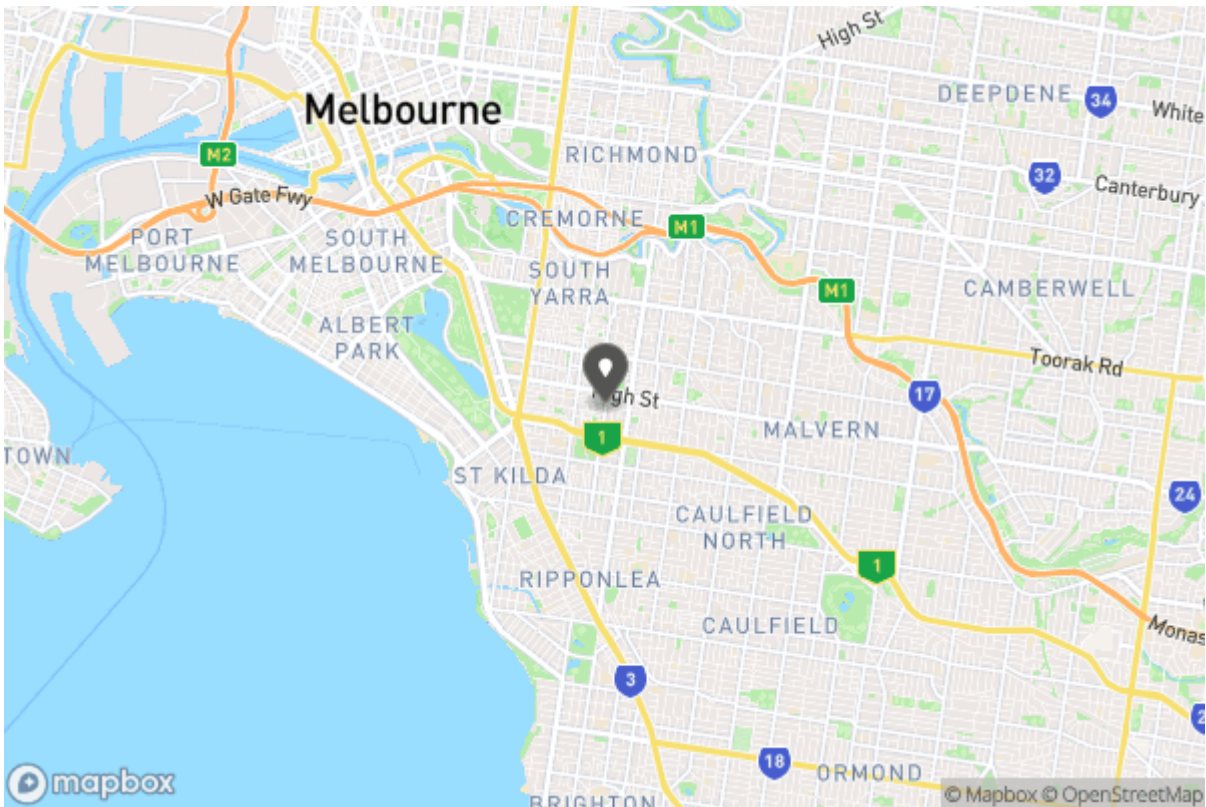 High St
DEEPDENE
34
White
Melbourne
M2
RICHMOND
32
Canterbury
W Gate Fwy
CREMORNE
M1
PORT
MELBOURNE
SOUTH
MELBOURNE
SOUTH
YARRA
M1
CAMBERWELL
ALBERT
PARK
Toorak Rd
High St
17
1
MALVERN
TOWN
ST KILDA
24
CAULFIELD
NORTH
RIPPONLEA
1
CAULFIELD
Monas
3
2
18
ORMOND
mapbox
BRIGHTON
© Mapbox © OpenStreetMap